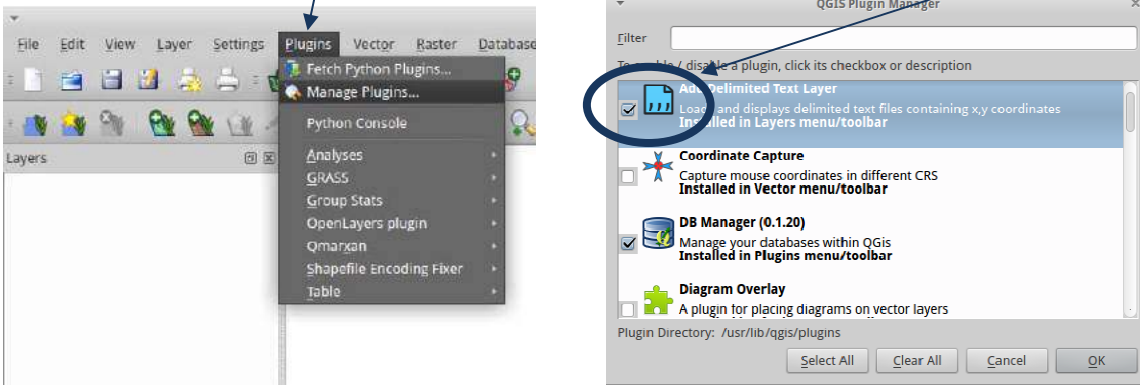 File Edit View Layer Settings Plugins Vector Raster Database
Fetch Python Plugins...
Manage Plugins...
Python Console
Layers
Analyses
GRASS
Group Stats
OpenLayers plugin
Qmarxan
Shapefile Encoding Fixer
Table
QGIS Plugin Manager
Filter
To enable / disable a plugin, click its checkbox or description
Add Delimited Text Layer
Loads and displays delimited text files containing x,y coordinates
Installed in Layers menu/toolbar
Coordinate Capture
Capture mouse coordinates in different CRS
Installed in Vector menu/toolbar
DB Manager (0.1.20)
Manage your databases within QGis
Installed in Plugins menu/toolbar
Diagram Overlay
A plugin for placing diagrams on vector layers
Plugin Directory: /usr/lib/qgis/plugins
Select All Clear All Cancel OK